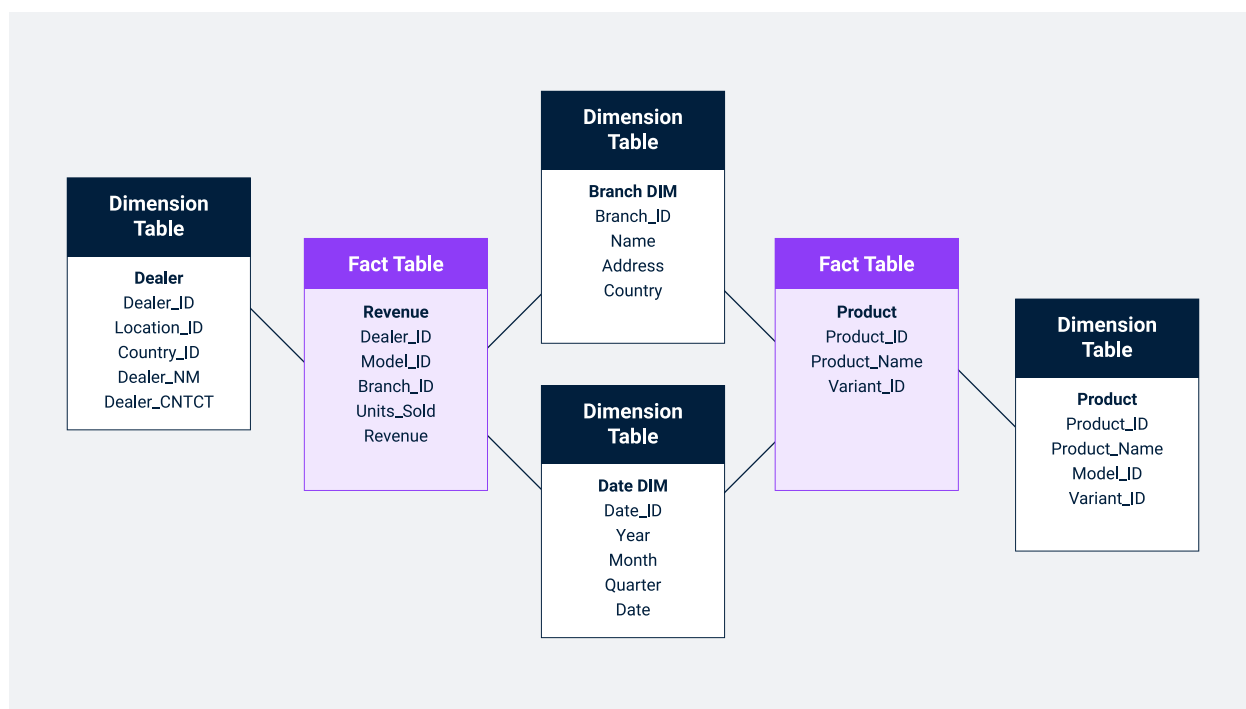 Dimension
Table
Dealer
Dealer_ID
Location_ID
Country_ID
Dealer_NM
Dealer_CNTCT
Fact Table
Revenue
Dealer_ID
Model_ID
Branch_ID
Units_Sold
Revenue
Dimension
Table
Branch DIM
Branch_ID
Name
Address
Country
Dimension
Table
Date DIM
Date_ID
Year
Month
Quarter
Date
Fact Table
Product
Product_ID
Product_Name
Variant_ID
Dimension
Table
Product
Product_ID
Product_Name
Model_ID
Variant_ID